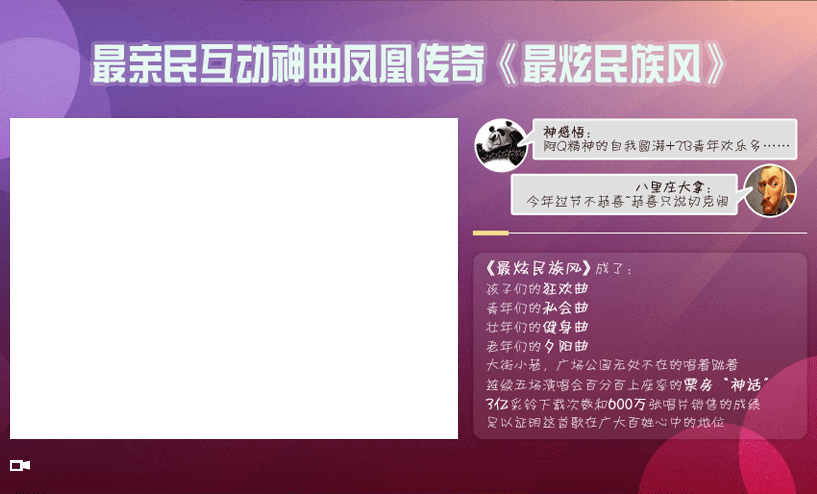 最亲民互动神曲凤凰传奇《最炫民族风》
神感悟：
阿Q精神的自我圆满+2B青年欢乐多……
八里庄大拿：
今年过节不恭喜~恭喜只说切克闹
《最炫民族风》成了：
孩子们的狂欢曲
青年们的私会曲
壮年们的健身曲
老年们的夕阳曲
大街小巷，广场公园无处不在的唱着跳着
连续五场演唱会百分百上座率的票房“神话”
3亿彩铃下载次数和600万张唱片销售的成绩
足以证明这首歌在广大百姓心中的地位